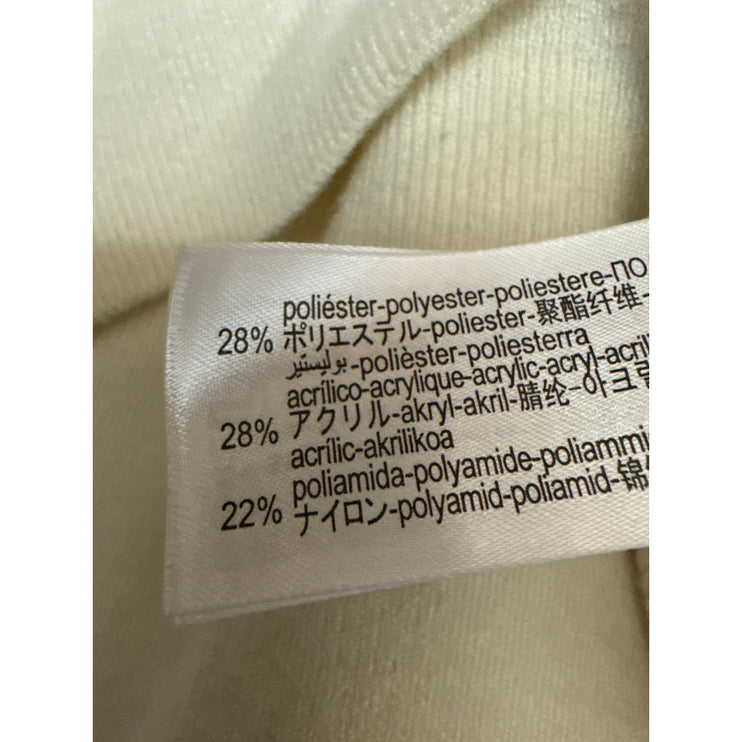 poliéster-polyester-poliestere-ПО
28% ポリエステル-poliester-聚酯纤维-
بوليستير-polièster-poliesterra
acrílico-acrylique-acrylic-acryl-acril
28% アクリル-akryl-akril-腈纶-아크릴
acrílic-akrilikoa
poliamida-polyamide-poliammi
22% ナイロン-polyamid-poliamid-锦